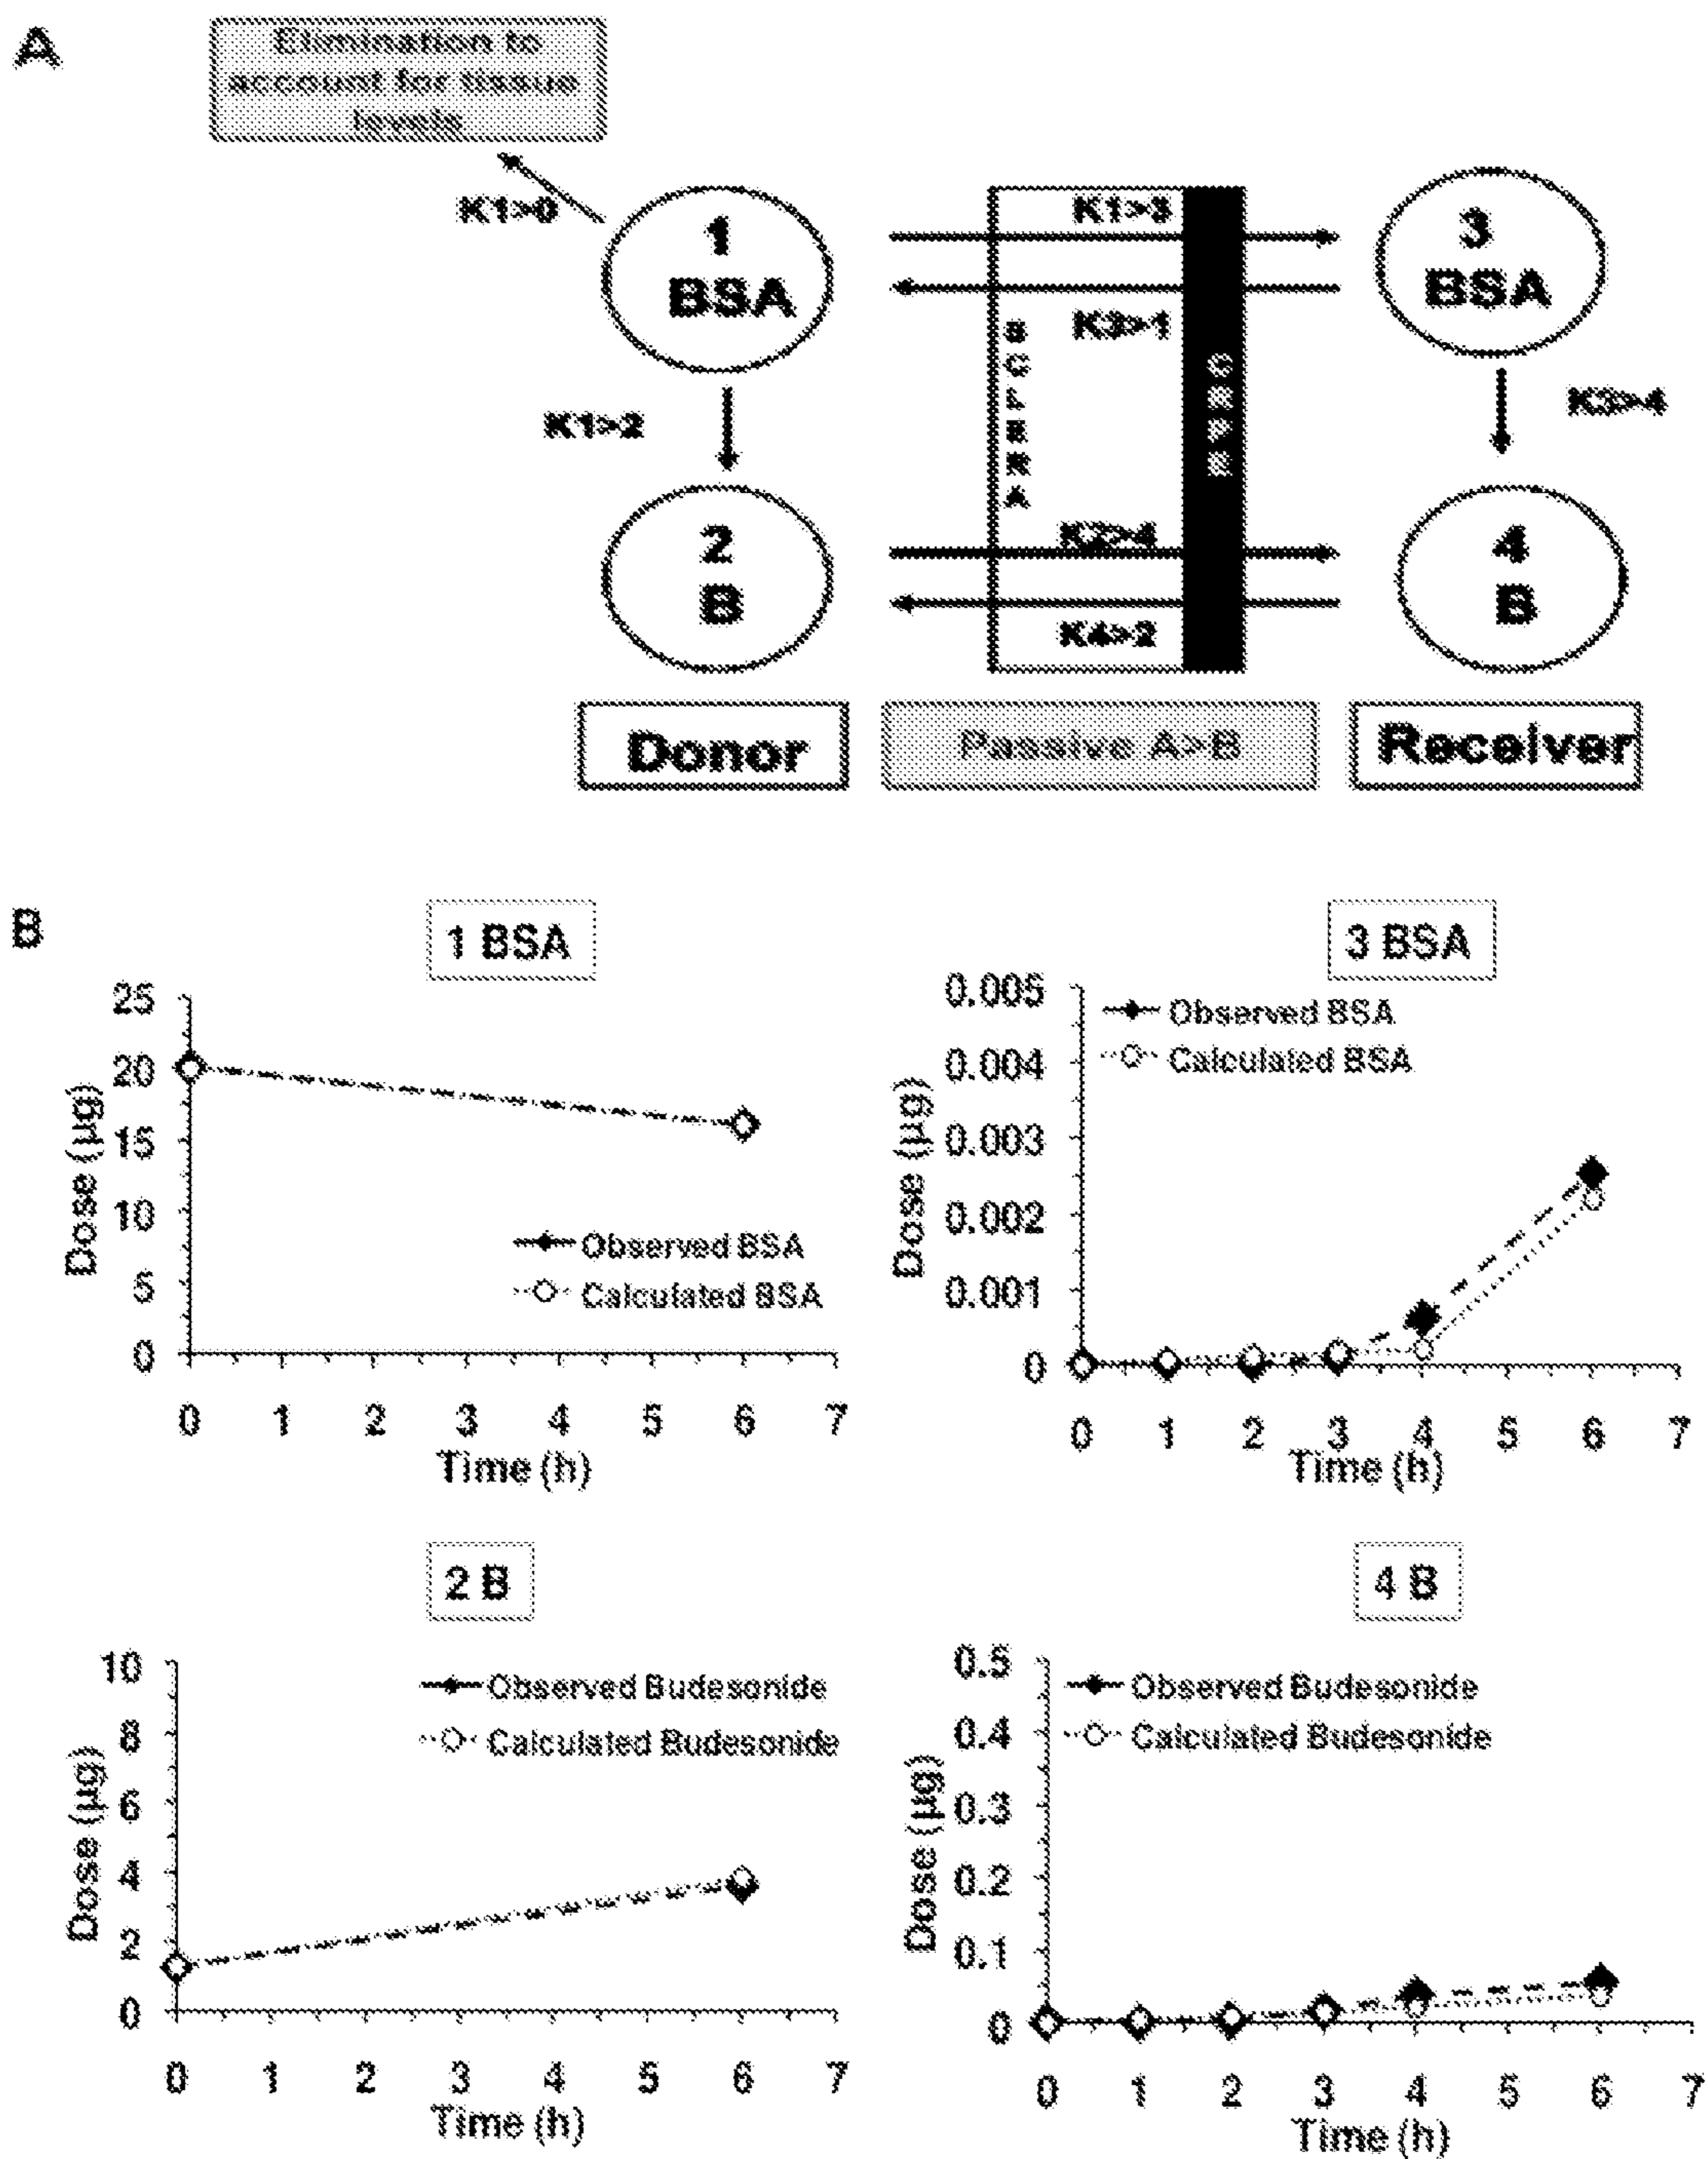 A
Elimination to
account for tissue
levels
K1>0
1
BSA
K1>3
3
BSA
K3>1
S
C
L
E
R
A
K1>2
K3>4
2
B
K2>4
4
B
K4>2
Donor
Passive A>B
Receiver
B
1 BSA
25
20
15
10
5
0
Dose (µg)
Observed BSA
Calculated BSA
0 1 2 3 4 5 6 7
Time (h)
3 BSA
0.005
0.004
0.003
0.002
0.001
0
Dose (µg)
Observed BSA
Calculated BSA
0 1 2 3 4 5 6 7
Time (h)
2 B
10
8
6
4
2
0
Dose (µg)
Observed Budesonide
Calculated Budesonide
0 1 2 3 4 5 6 7
Time (h)
4 B
0.5
0.4
0.3
0.2
0.1
0
Dose (µg)
Observed Budesonide
Calculated Budesonide
0 1 2 3 4 5 6 7
Time (h)